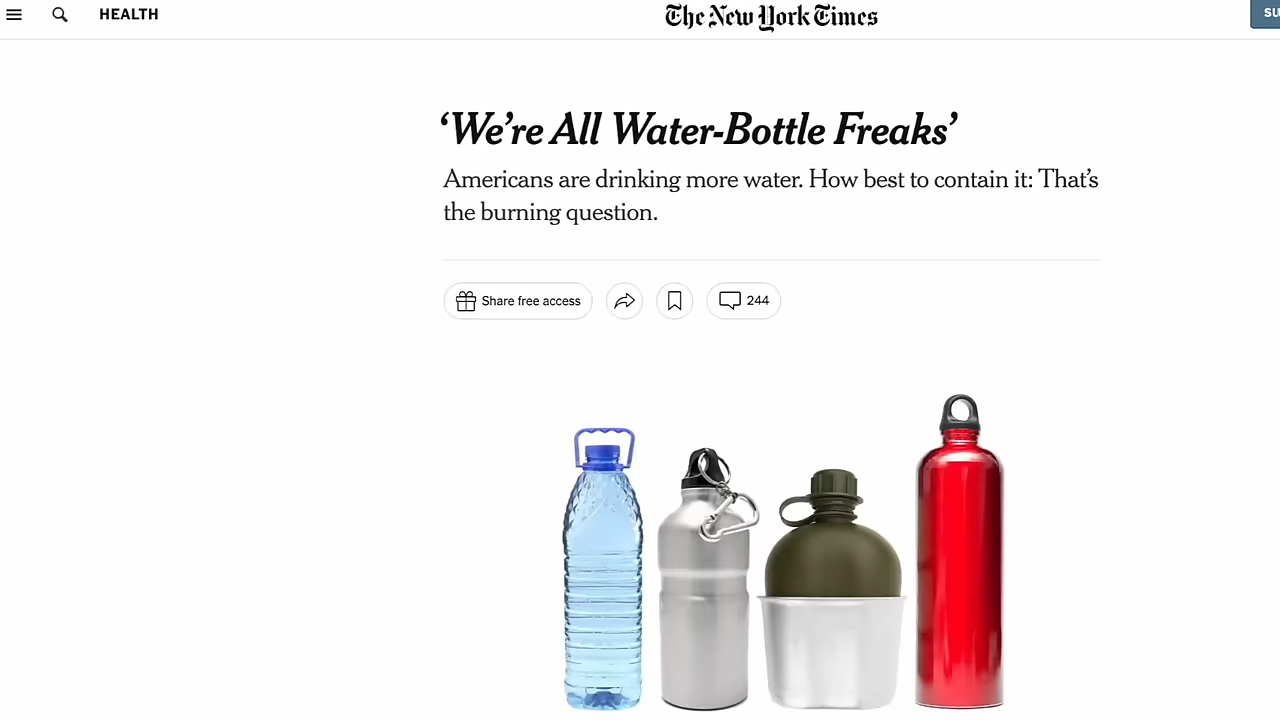 HEALTH
The New York Times
SU
‘We’re All Water-Bottle Freaks’
Americans are drinking more water. How best to contain it: That’s
the burning question.
Share free access
244